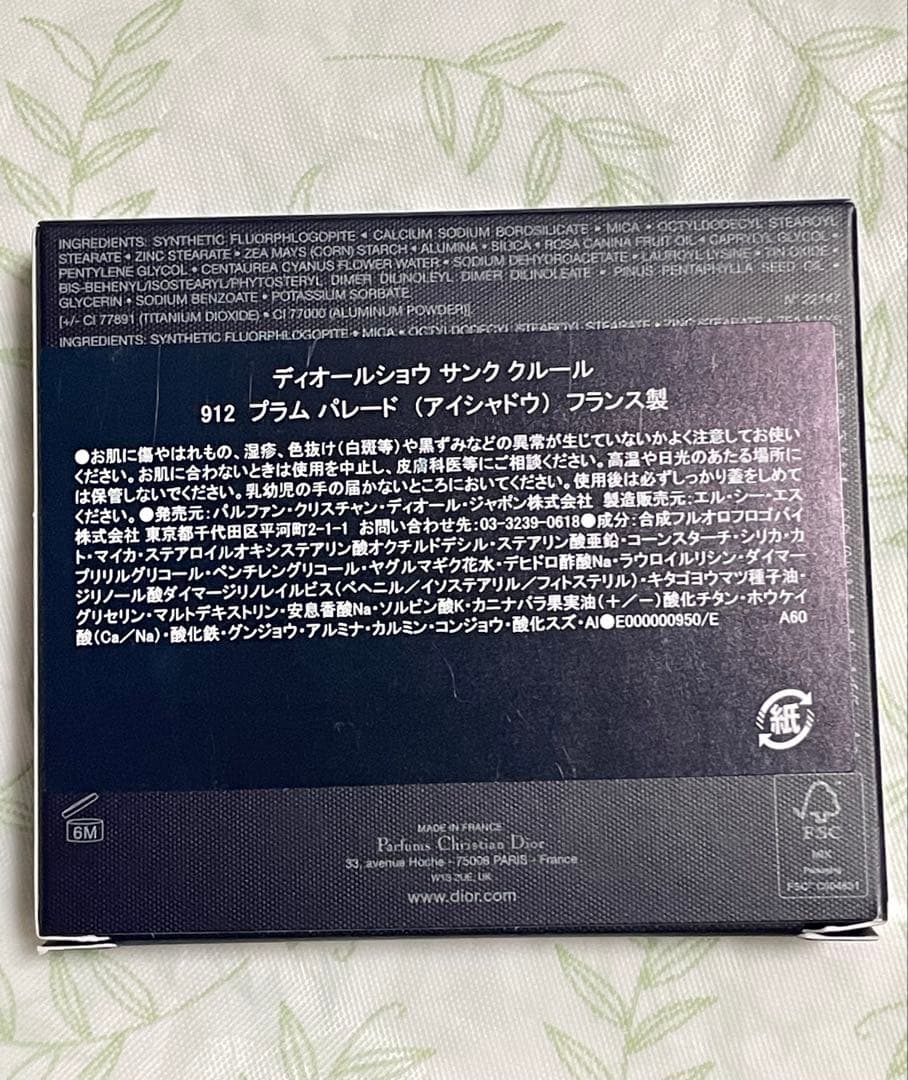 INGREDIENTS: SYNTHETIC FLUORPHLOGOPITE • CALCIUM SODIUM BOROSILICATE • MICA • OCTYLDODECYL STEAROYL
STEARATE • ZINC STEARATE • ZEA MAYS (CORN) STARCH • ALUMINA • SILICA • ROSA CANINA FRUIT OIL • CAPRYLYL GLYCOL •
PENTYLENE GLYCOL • CENTAUREA CYANUS FLOWER WATER • SODIUM DEHYDROACETATE • LAUROYL LYSINE • TIN OXIDE •
BIS-BEHENYL/ISOSTEARYL/PHYTOSTERYL DIMER DILINOLEYL DIMER DILINOLEATE • PINUS PENTAPHYLLA SEED OIL •
GLYCERIN • SODIUM BENZOATE • POTASSIUM SORBATE
[+/- CI 77891 (TITANIUM DIOXIDE) • CI 77000 (ALUMINUM POWDER)] N° 22147
INGREDIENTS: SYNTHETIC FLUORPHLOGOPITE • MICA • OCTYLDODECYL STEAROYL STEARATE • ZINC STEARATE • ZEA MAYS
ディオールショウ サンク クルール
912 プラム パレード （アイシャドウ） フランス製
●お肌に傷やはれもの、湿疹、色抜け（白斑等）や黒ずみなどの異常が生じていないかよく注意してお使い
ください。お肌に合わないときは使用を中止し、皮膚科医等にご相談ください。高温や日光のあたる場所に
は保管しないでください。乳幼児の手の届かないところにおいてください。使用後は必ずしっかり蓋をしめて
ください。●発売元：パルファン・クリスチャン・ディオール・ジャポン株式会社 製造販売元：エル・シー・エス
株式会社 東京都千代田区平河町2-1-1 お問い合わせ先：03-3239-0618●成分：合成フルオロフロゴパイ
ト・マイカ・ステアロイルオキシステアリン酸オクチルドデシル・ステアリン酸亜鉛・コーンスターチ・シリカ・カ
プリリルグリコール・ペンチレングリコール・ヤグルマギク花水・デヒドロ酢酸Na・ラウロイルリシン・ダイマー
ジリノール酸ダイマージリノレイルビス（ベヘニル／イソステアリル／フィトステリル）・キタゴヨウマツ種子油・
グリセリン・マルトデキストリン・安息香酸Na・ソルビン酸K・カニナバラ果実油（＋／－）酸化チタン・ホウケイ
酸（Ca／Na）・酸化鉄・グンジョウ・アルミナ・カルミン・コンジョウ・酸化スズ・Al●E000000950/E A60
紙
6M
MADE IN FRANCE
Parfums Christian Dior
33, avenue Hoche - 75008 PARIS - France
W1S 2UE, UK
www.dior.com
FSC
MIX
Packaging